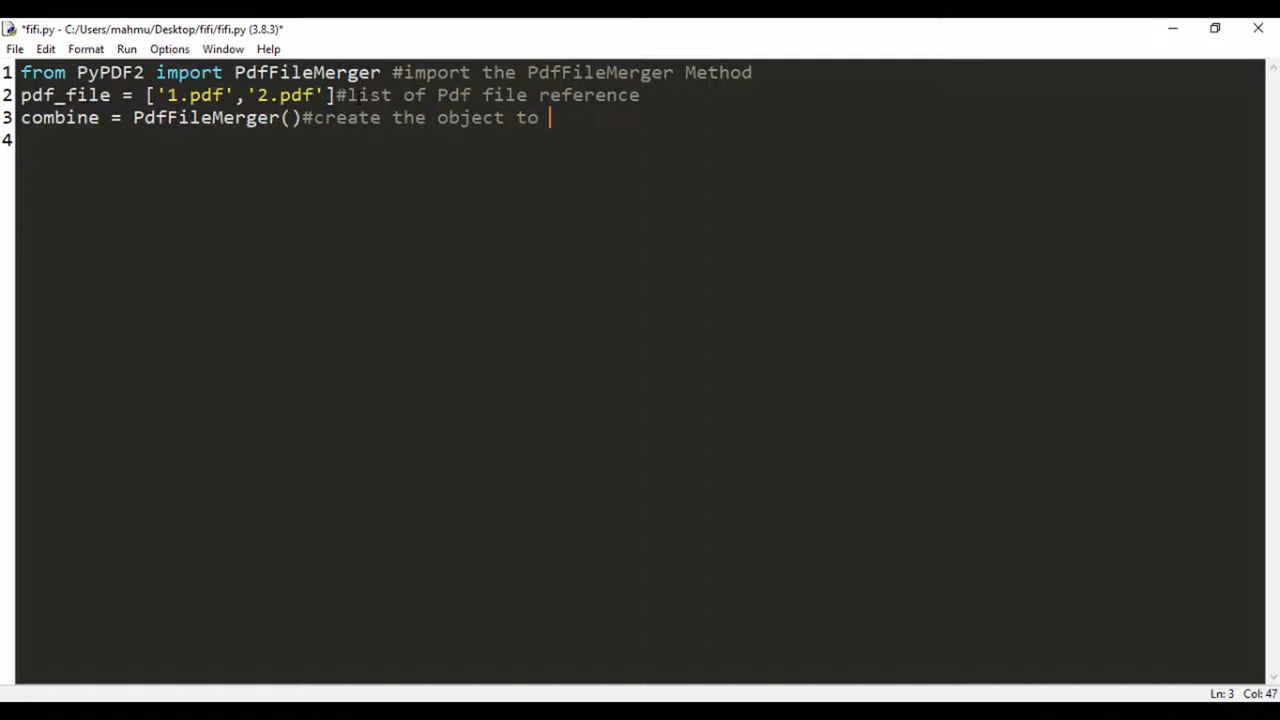 *fifi.py - C:/Users/mahmu/Desktop/fifi/fifi.py (3.8.3)*
File Edit Format Run Options Window Help
1 from PyPDF2 import PdfFileMerger #import the PdfFileMerger Method
2 pdf_file = ['1.pdf','2.pdf']#list of Pdf file reference
3 combine = PdfFileMerger()#create the object to
4
Ln: 3 Col: 47